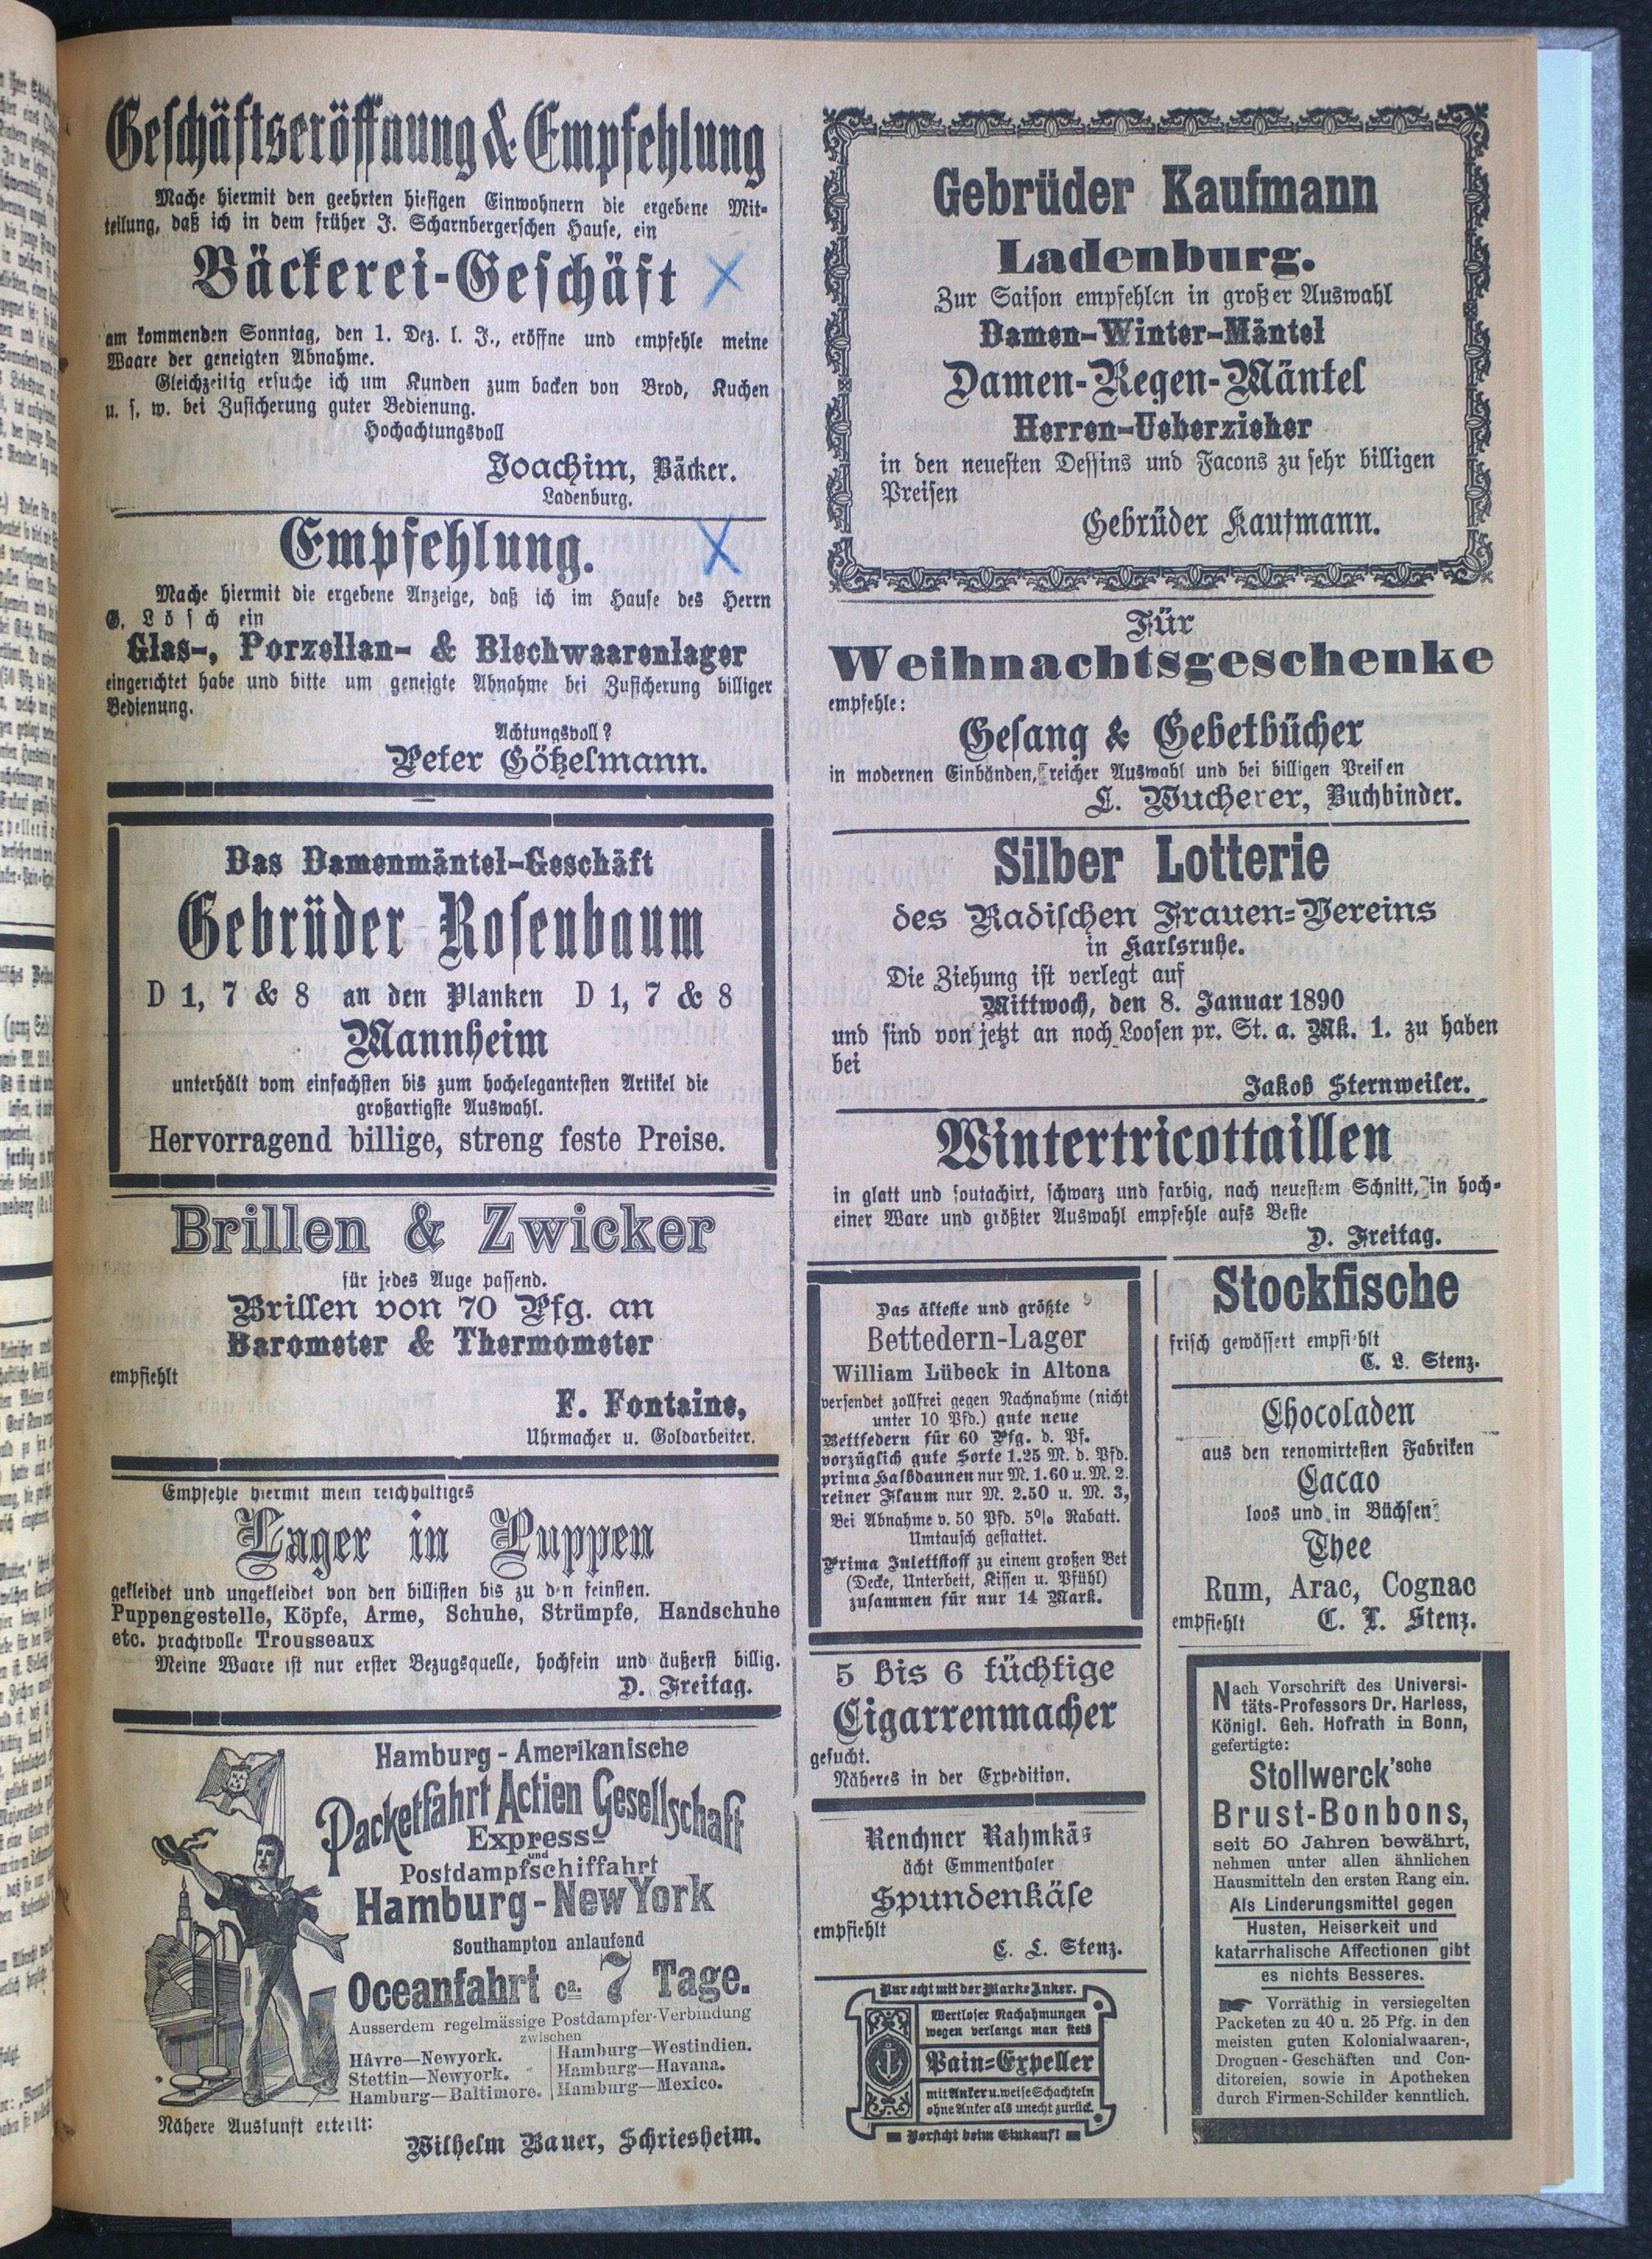 Geschäftseröffnung & Empfehlung
Mache hiermit den geehrten hiesigen Einwohnern die ergebene Mit-
teilung, daß ich in dem früher J. Scharnbergerschen Hause, ein
Bäckerei-Geschäft
am kommenden Sonntag, den 1. Dez. l. J., eröffne und empfehle meine
Waare der geneigten Abnahme.
Gleichzeitig ersuche ich um Kunden zum backen von Brod, Kuchen
u. s. w. bei Zusicherung guter Bedienung.
Hochachtungsvoll
Joachim, Bäcker.
Ladenburg.
Empfehlung.
Mache hiermit die ergebene Anzeige, daß ich im Hause des Herrn
G. Lösch ein
Glas-, Porzellan- & Blechwaarenlager
eingerichtet habe und bitte um geneigte Abnahme bei Zusicherung billiger
Bedienung.
Achtungsvoll?
Peter Götzelmann.
Das Damenmäntel-Geschäft
Gebrüder Rosenbaum
D 1, 7 & 8 an den Planken D 1, 7 & 8
Mannheim
unterhält vom einfachsten bis zum hochelegantesten Artikel die
großartigste Auswahl.
Hervorragend billige, streng feste Preise.
Brillen & Zwicker
für jedes Auge passend.
Brillen von 70 Pfg. an
Barometer & Thermometer
empfiehlt
F. Fontaine,
Uhrmacher u. Goldarbeiter.
Empfehle hiermit mein reichhaltiges
Lager in Puppen
gekleidet und ungekleidet von den billisten bis zu den feinsten.
Puppengestelle, Köpfe, Arme, Schuhe, Strümpfe, Handschuhe
etc. prachtvolle Trousseaux
Meine Waare ist nur erster Bezugsquelle, hochfein und äußerst billig.
D. Freitag.
Hamburg-Amerikanische
Packetfahrt Actien Gesellschaft
Express-
und
Postdampfschiffahrt
Hamburg-NewYork
Southampton anlaufend
Oceanfahrt ca. 7 Tage.
Ausserdem regelmässige Postdampfer-Verbindung
zwischen
Hâvre—Newyork.
Stettin—Newyork.
Hamburg—Baltimore.
Hamburg—Westindien.
Hamburg—Havana.
Hamburg—Mexico.
Nähere Auskunft erteilt:
Wilhelm Bauer, Schriesheim.
Gebrüder Kaufmann
Ladenburg.
Zur Saison empfehlen in großer Auswahl
Damen-Winter-Mäntel
Damen-Regen-Mäntel
Herren-Ueberzieher
in den neuesten Dessins und Facons zu sehr billigen
Preisen
Gebrüder Kaufmann.
Für
Weihnachtsgeschenke
empfehle:
Gesang & Gebetbücher
in modernen Einbänden, reicher Auswahl und bei billigen Preisen
L. Wucherer, Buchbinder.
Silber Lotterie
des Badischen Frauen-Vereins
in Karlsruhe.
Die Ziehung ist verlegt auf
Mittwoch, den 8. Januar 1890
und sind von jetzt an noch Loosen pr. St. a. Mk. 1. zu haben
bei
Jakob Sternweiler.
Wintertricottaillen
in glatt und soutachirt, schwarz und farbig, nach neuestem Schnitt, in hoch-
einer Ware und größter Auswahl empfehle aufs Beste
D. Freitag.
Das älteste und größte
Bettedern-Lager
William Lübeck in Altona
versendet zollfrei gegen Nachnahme (nicht
unter 10 Pfd.) gute neue
Bettfedern für 60 Pfg. d. Pf.
vorzüglich gute Sorte 1.25 M. d. Pfd.
prima Halbdaunen nur M. 1.60 u. M. 2.
reiner Flaum nur M. 2.50 u. M. 3,
Bei Abnahme v. 50 Pfd. 5% Rabatt.
Umtausch gestattet.
Prima Inlettstoff zu einem großen Bet
(Decke, Unterbett, Kissen u. Pfühl)
zusammen für nur 14 Mark.
5 bis 6 tüchtige
Cigarrenmacher
gesucht.
Näheres in der Expedition.
Renchner Rahmkäs
ächt Emmenthaler
Spundenkäse
empfiehlt
C. L. Stenz.
Nur echt mit der Marke Anker.
Wertloser Nachahmungen
wegen verlange man stets
Pain-Expeller
mit Anker u. weise Schachteln
ohne Anker als unecht zurück.
Vorsicht beim Einkauf!
Stockfische
frisch gewässert empfiehlt
C. L. Stenz.
Chocoladen
aus den renomirtesten Fabriken
Cacao
loos und in Büchsen
Thee
Rum, Arac, Cognac
empfiehlt C. L. Stenz.
Nach Vorschrift des Universi-
täts-Professors Dr. Harless,
Königl. Geh. Hofrath in Bonn,
gefertigte:
Stollwerck'sche
Brust-Bonbons,
seit 50 Jahren bewährt,
nehmen unter allen ähnlichen
Hausmitteln den ersten Rang ein.
Als Linderungsmittel gegen
Husten, Heiserkeit und
katarrhalische Affectionen gibt
es nichts Besseres.
☛ Vorräthig in versiegelten
Packeten zu 40 u. 25 Pfg. in den
meisten guten Kolonialwaaren-,
Droguen-Geschäften und Con-
ditoreien, sowie in Apotheken
durch Firmen-Schilder kenntlich.